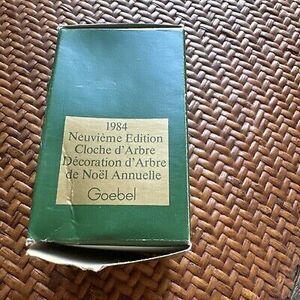 1984
Neuvième Edition
Cloche d'Arbre
Décoration d'Arbre
de Noël Annuelle
Goebel